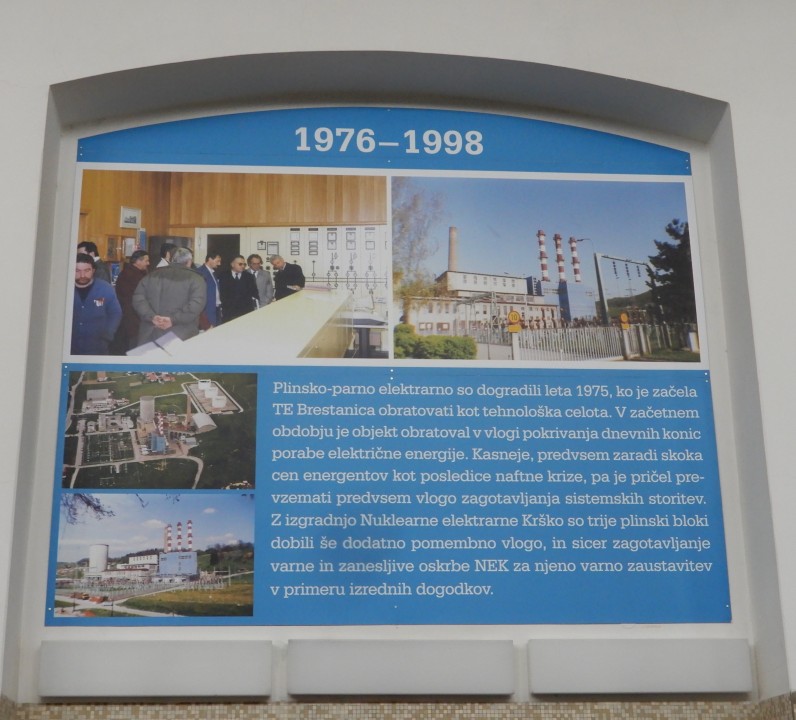 1976–1998
Plinsko-parno elektrarno so dogradili leta 1975, ko je začela
TE Brestanica obratovati kot tehnološka celota. V začetnem
obdobju je objekt obratoval v vlogi pokrivanja dnevnih konic
porabe električne energije. Kasneje, predvsem zaradi skoka
cen energentov kot posledice naftne krize, pa je pričel pre-
vzemati predvsem vlogo zagotavljanja sistemskih storitev.
Z izgradnjo Nuklearne elektrarne Krško so trije plinski bloki
dobili še dodatno pomembno vlogo, in sicer zagotavljanje
varne in zanesljive oskrbe NEK za njeno varno zaustavitev
v primeru izrednih dogodkov.